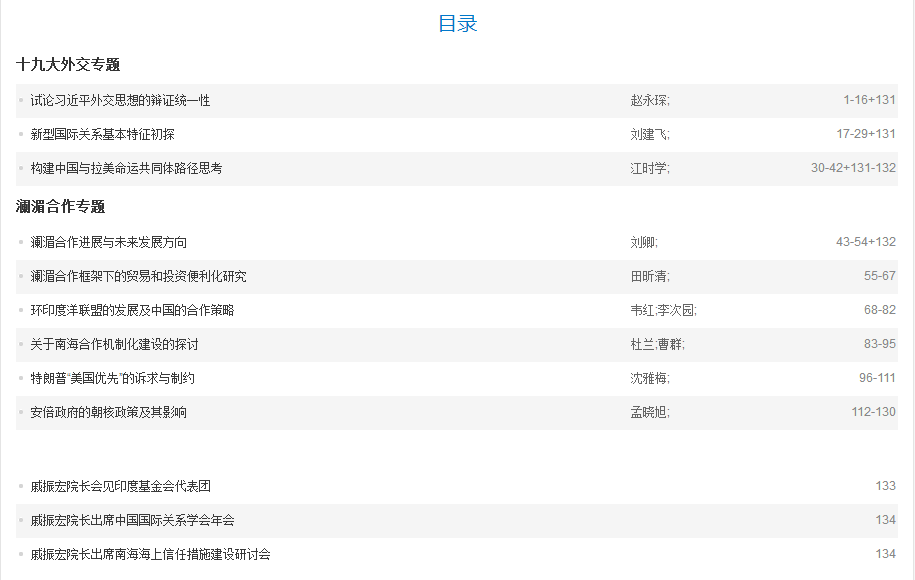 目录
十九大外交专题
试论习近平外交思想的辩证统一性 赵永琛; 1-16+131
新型国际关系基本特征初探 刘建飞; 17-29+131
构建中国与拉美命运共同体路径思考 江时学; 30-42+131-132
澜湄合作专题
澜湄合作进展与未来发展方向 刘卿; 43-54+132
澜湄合作框架下的贸易和投资便利化研究 田昕清; 55-67
环印度洋联盟的发展及中国的合作策略 韦红;李次园; 68-82
关于南海合作机制化建设的探讨 杜兰;曹群; 83-95
特朗普“美国优先”的诉求与制约 沈雅梅; 96-111
安倍政府的朝核政策及其影响 孟晓旭; 112-130
戚振宏院长会见印度基金会代表团 133
戚振宏院长出席中国国际关系学会年会 134
戚振宏院长出席南海海上信任措施建设研讨会 134